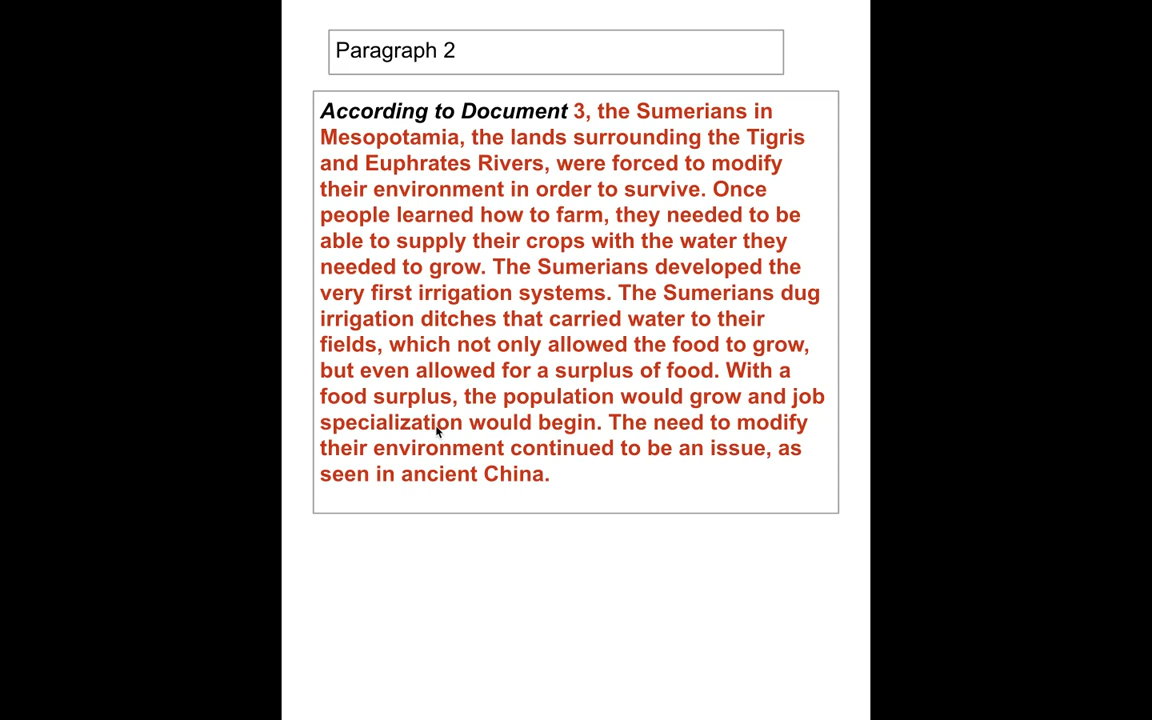 Paragraph 2
According to Document 3, the Sumerians in
Mesopotamia, the lands surrounding the Tigris
and Euphrates Rivers, were forced to modify
their environment in order to survive. Once
people learned how to farm, they needed to be
able to supply their crops with the water they
needed to grow. The Sumerians developed the
very first irrigation systems. The Sumerians dug
irrigation ditches that carried water to their
fields, which not only allowed the food to grow,
but even allowed for a surplus of food. With a
food surplus, the population would grow and job
specialization would begin. The need to modify
their environment continued to be an issue, as
seen in ancient China.